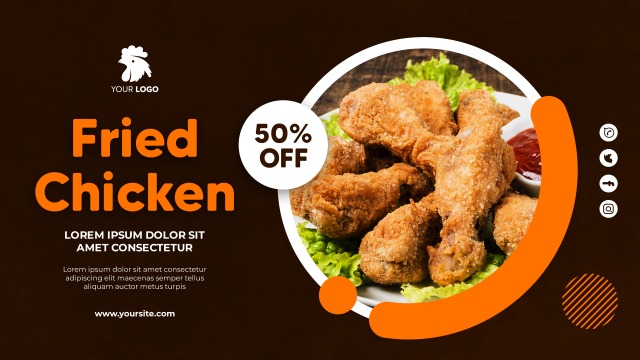 YOUR LOGO
Fried
Chicken
50%
OFF
LOREM IPSUM DOLOR SIT
AMET CONSECTETUR
Lorem ipsum dolor sit amet consectetur
adipiscing elit maecenas semper tellus
aliquam auctor metus turpis
www.yoursite.com